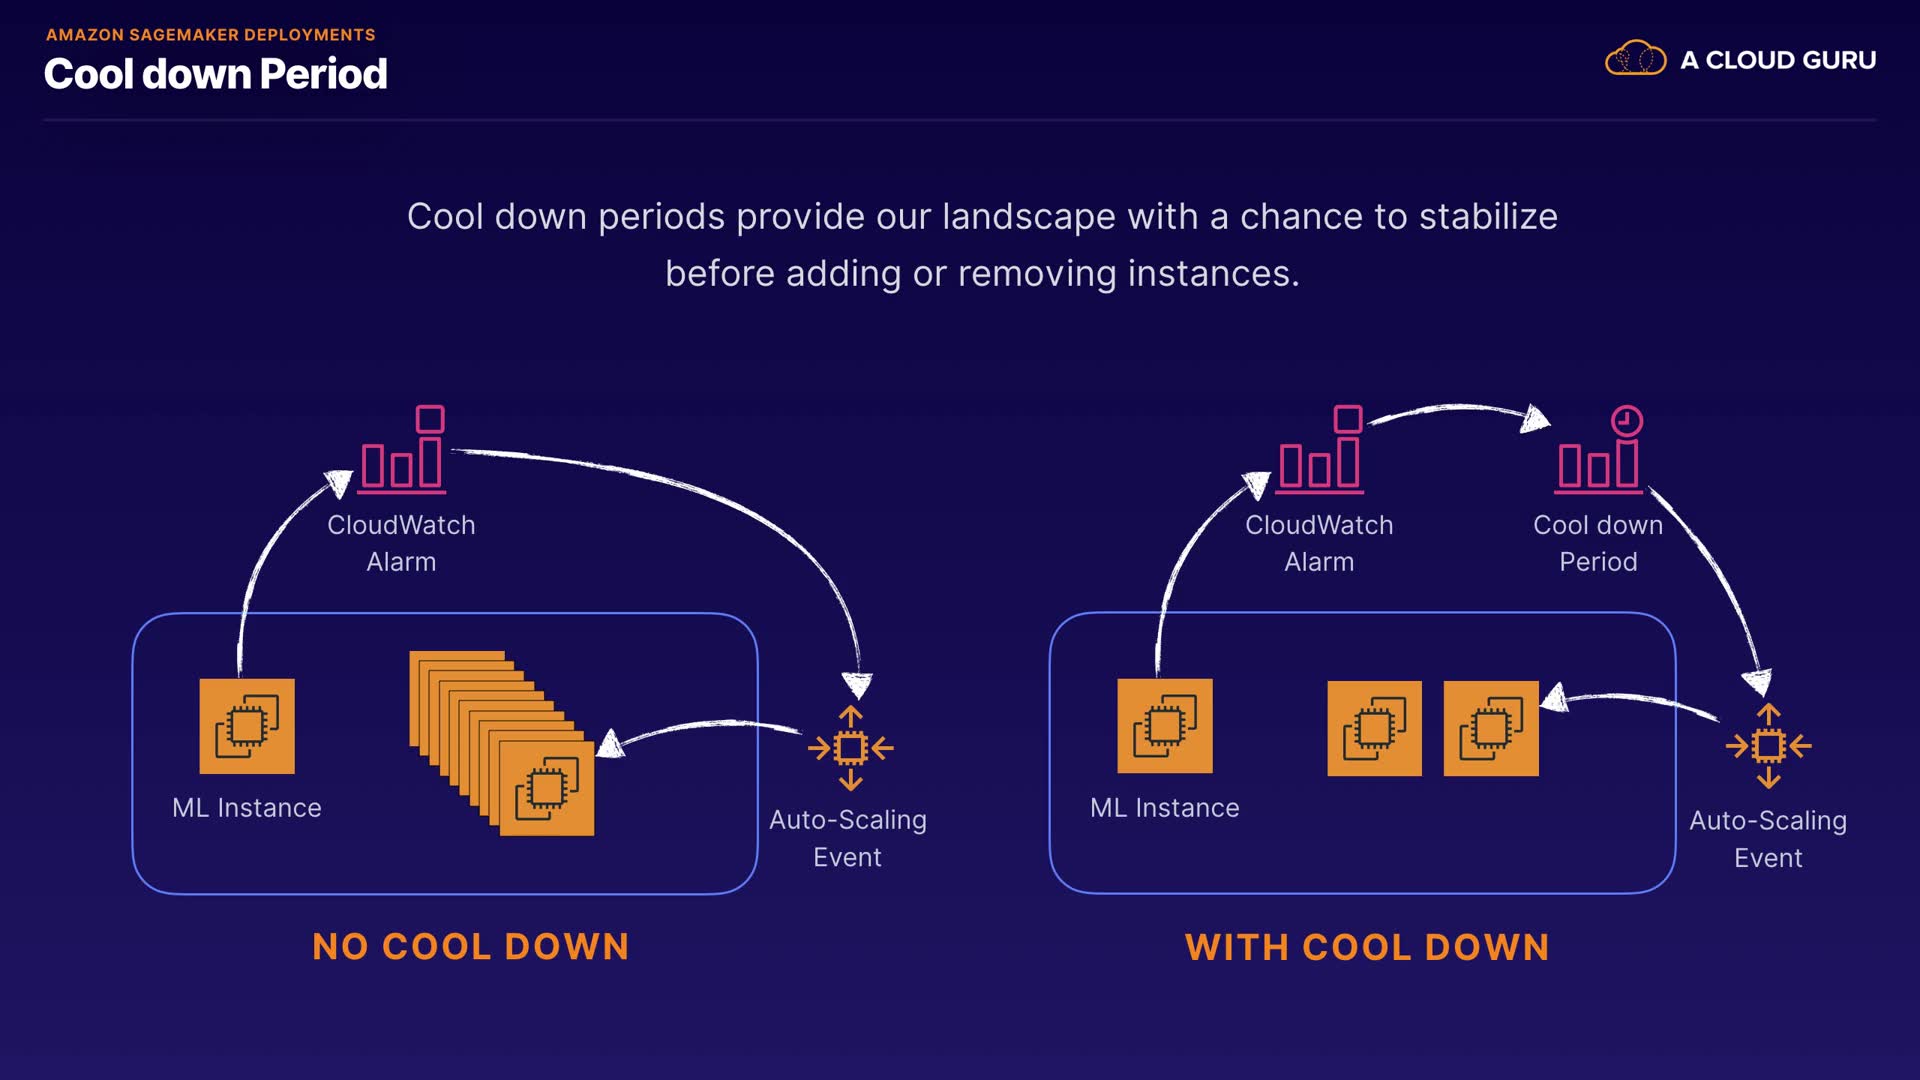 AMAZON SAGEMAKER DEPLOYMENTS
Cool down Period
A CLOUD GURU
Cool down periods provide our landscape with a chance to stabilize
before adding or removing instances.
CloudWatch
Alarm
ML Instance
Auto-Scaling
Event
NO COOL DOWN
CloudWatch
Alarm
Cool down
Period
ML Instance
Auto-Scaling
Event
WITH COOL DOWN